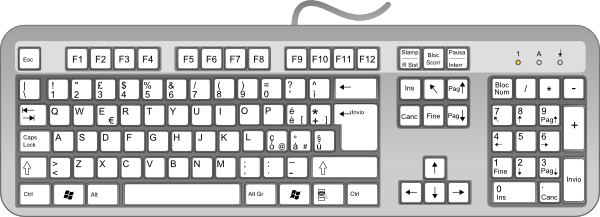 Esc F1 F2 F3 F4 F5 F6 F7 F8 F9 F10 F11 F12 Stamp Bloc Pausa 1 A
R Sist Scorr Interr
| ! " £ $ % & / ( ) = ? ^
\ 1 2 3 4 5 6 7 8 9 0 ' ì
Ins Pag Bloc / * -
Num
Q W E R T Y U I O P é * Invio
€ è [ + ]
Canc Fine Pag 7 8 9 +
Pag
Caps A S D F G H J K L ç ° §
Lock ò @ à # ù
4 5 6
> Z X C V B N M ; : _
< , . -
1 2 3 Invio
Fine Pag
Ctrl Alt Alt Gr Ctrl 0 .
Ins Canc